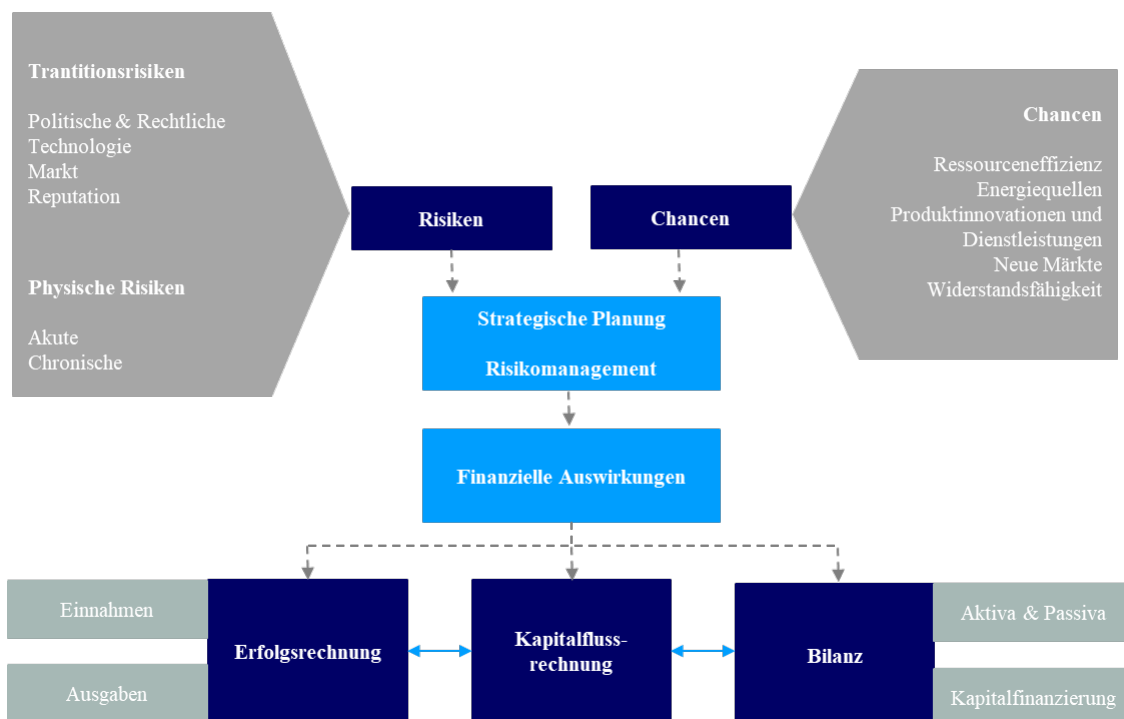 Trantitionsrisiken
Politische & Rechtliche
Technologie
Markt
Reputation
Physische Risiken
Akute
Chronische
Risiken
Chancen
Chancen
Ressourceneffizienz
Energiequellen
Produktinnovationen und
Dienstleistungen
Neue Märkte
Widerstandsfähigkeit
Strategische Planung
Risikomanagement
Finanzielle Auswirkungen
Einnahmen
Ausgaben
Erfolgsrechnung
Kapitalfluss-
rechnung
Bilanz
Aktiva & Passiva
Kapitalfinanzierung